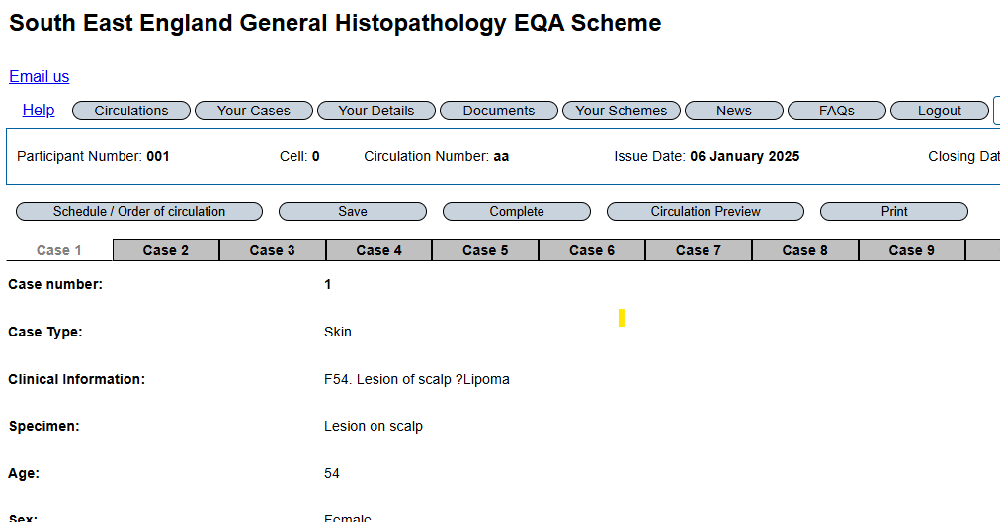 South East England General Histopathology EQA Scheme
Email us
Help Circulations Your Cases Your Details Documents Your Schemes News FAQs Logout
Participant Number: 001 Cell: 0 Circulation Number: aa Issue Date: 06 January 2025 Closing Dat
Schedule / Order of circulation Save Complete Circulation Preview Print
Case 1 Case 2 Case 3 Case 4 Case 5 Case 6 Case 7 Case 8 Case 9
Case number: 1
Case Type: Skin
Clinical Information: F54. Lesion of scalp ?Lipoma
Specimen: Lesion on scalp
Age: 54
Sex: Female